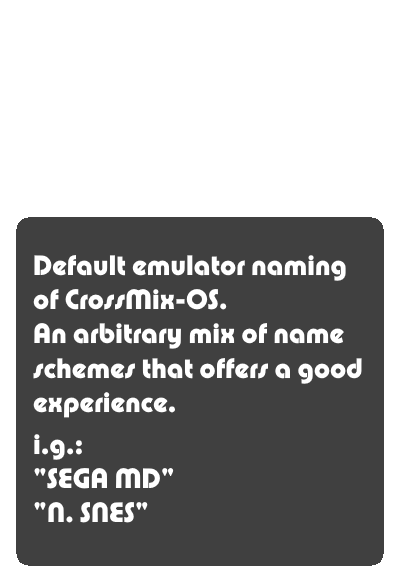 Default emulator naming
of CrossMix-OS.
An arbitrary mix of name
schemes that offers a good
experience.
i.g.:
"SEGA MD"
"N. SNES"